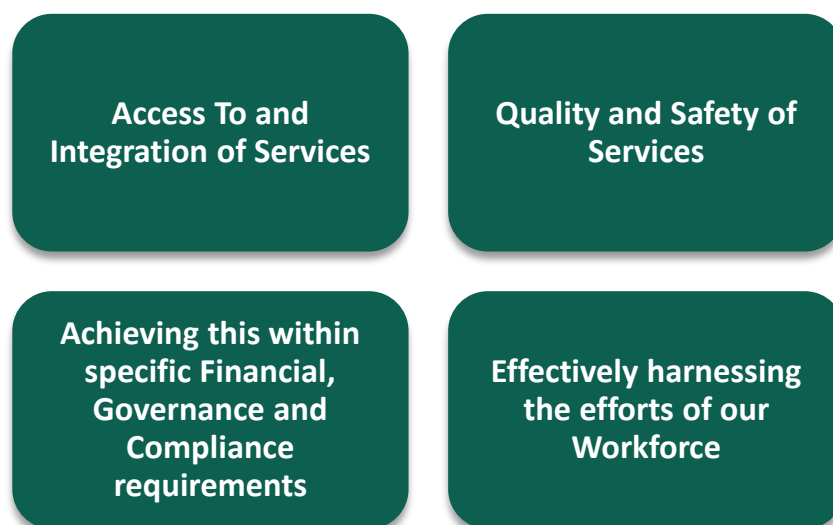 Access To and
Integration of Services
Quality and Safety of
Services
Achieving this within
specific Financial,
Governance and
Compliance
requirements
Effectively harnessing
the efforts of our
Workforce